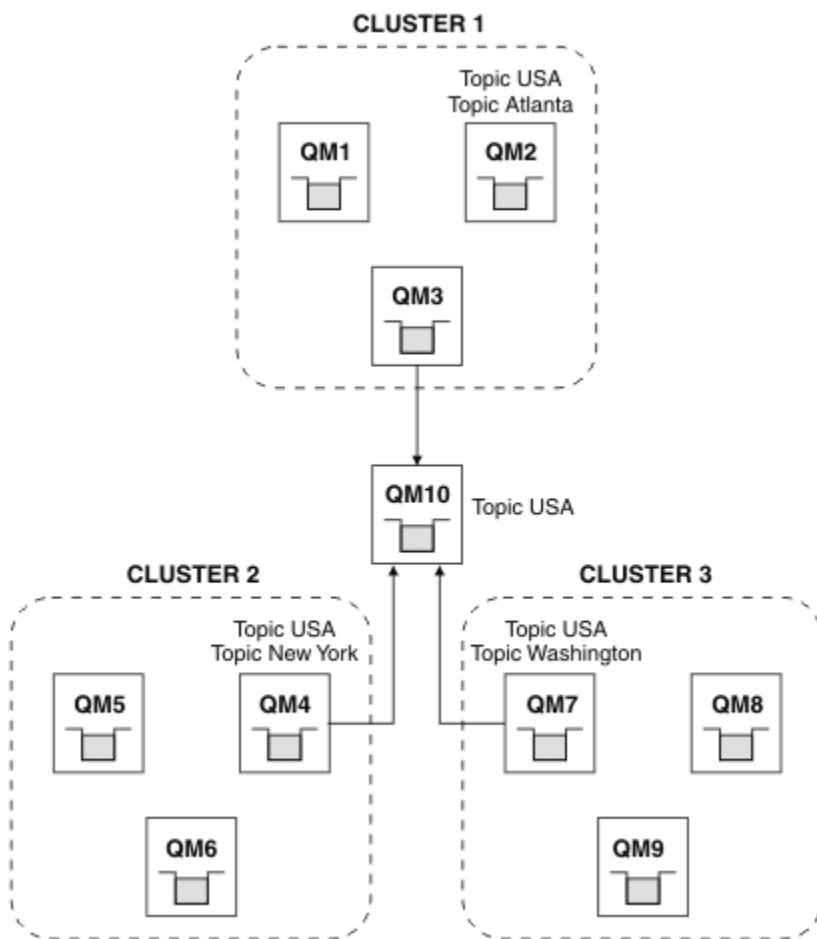 CLUSTER 1
Topic USA
Topic Atlanta
QM1
QM2
QM3
QM10
Topic USA
CLUSTER 2
Topic USA
Topic New York
QM5
QM4
QM6
CLUSTER 3
Topic USA
Topic Washington
QM7
QM8
QM9